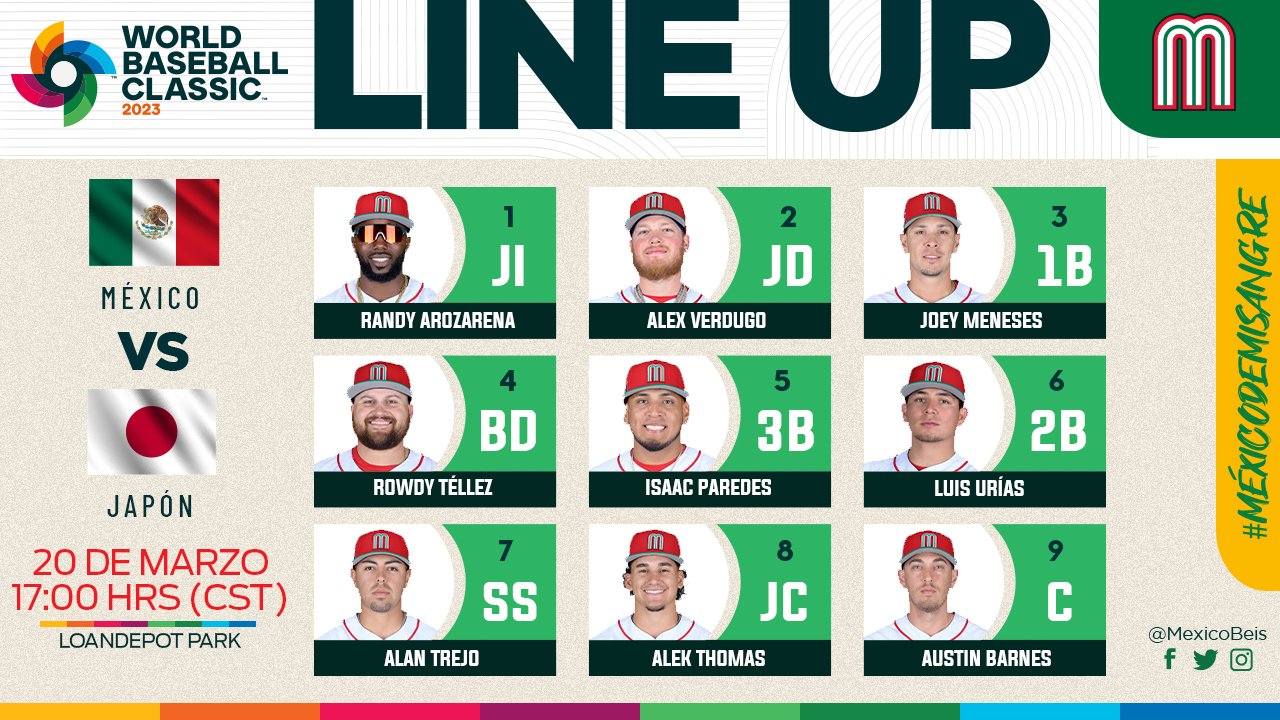 WORLD
BASEBALL
CLASSIC™
2023
LINE UP
MÉXICO
VS
JAPÓN
20 DE MARZO
17:00 HRS (CST)
LOANDEPOT PARK
1
JI
RANDY AROZARENA
2
JD
ALEX VERDUGO
3
1B
JOEY MENESES
4
BD
ROWDY TÉLLEZ
5
3B
ISAAC PAREDES
6
2B
LUIS URÍAS
7
SS
ALAN TREJO
8
JC
ALEK THOMAS
9
C
AUSTIN BARNES
#MÉXICODEMISANGRE
@MexicoBeis